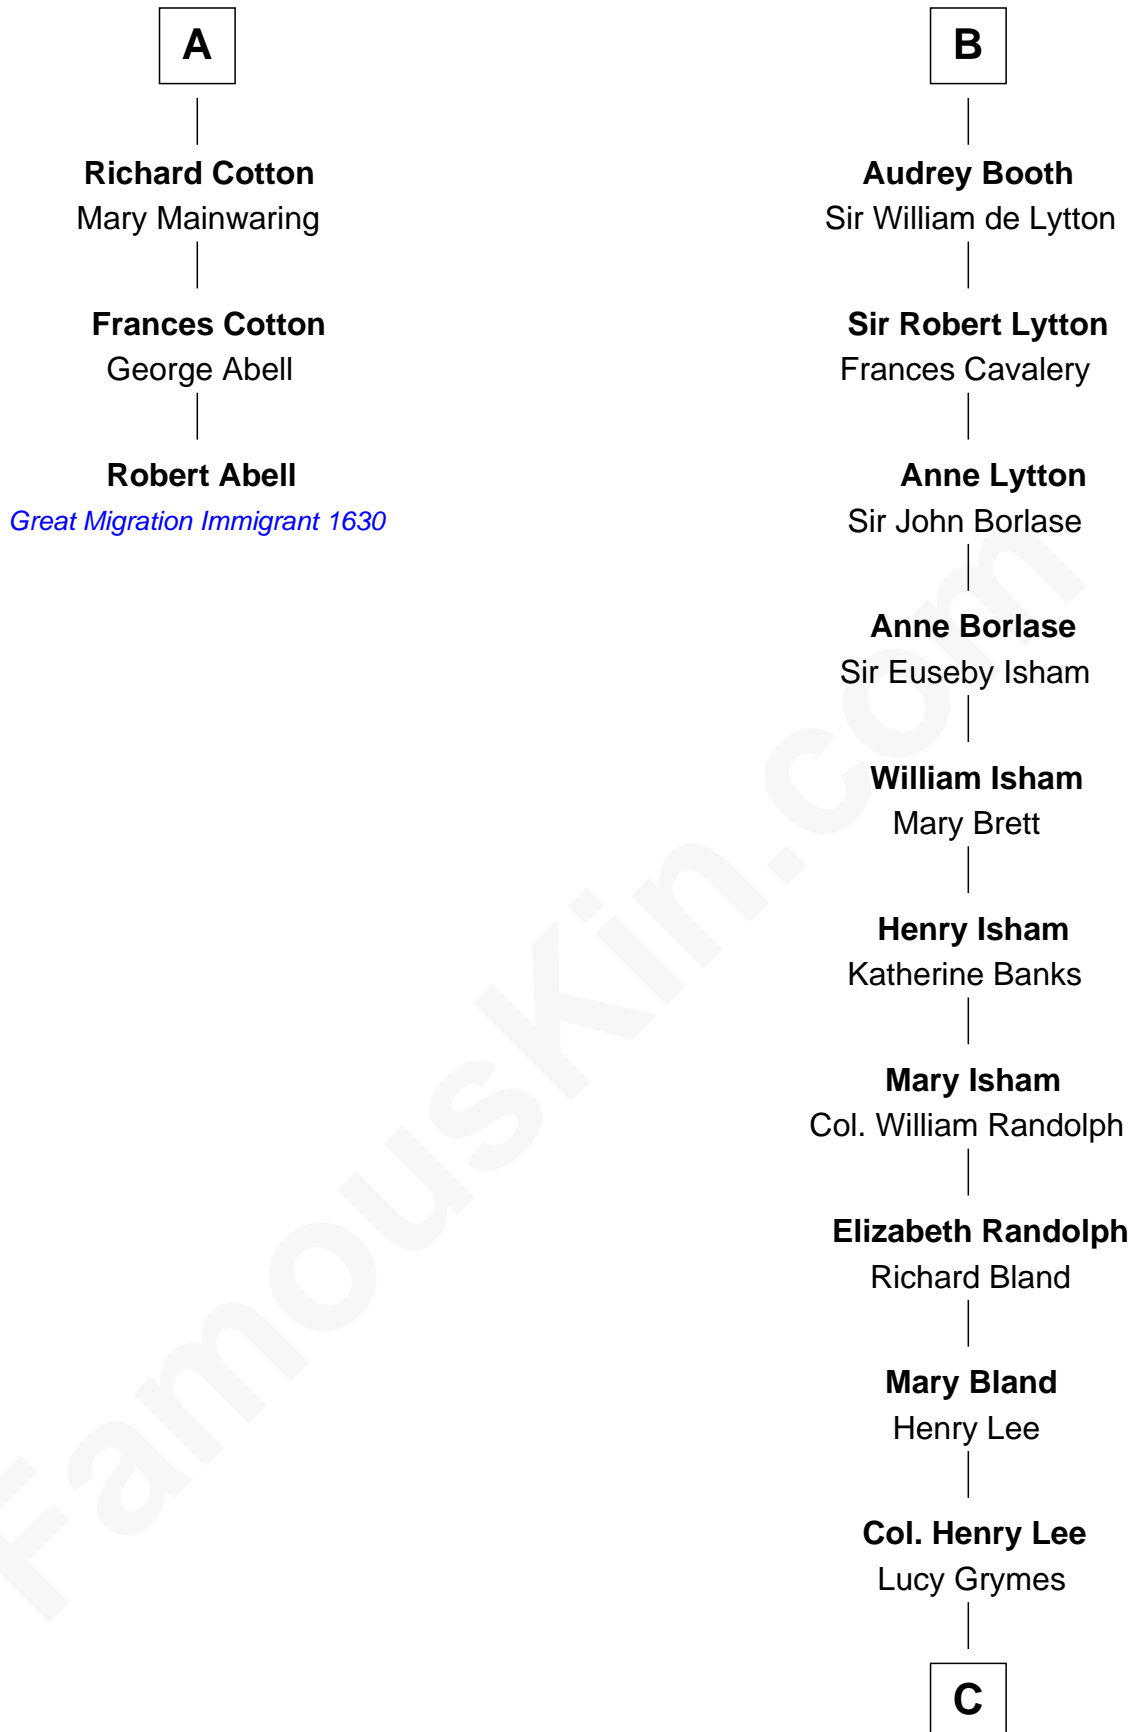 A
Richard Cotton
Mary Mainwaring
Frances Cotton
George Abell
Robert Abell
Great Migration Immigrant 1630
B
Audrey Booth
Sir William de Lytton
Sir Robert Lytton
Frances Cavalery
Anne Lytton
Sir John Borlase
Anne Borlase
Sir Euseby Isham
William Isham
Mary Brett
Henry Isham
Katherine Banks
Mary Isham
Col. William Randolph
Elizabeth Randolph
Richard Bland
Mary Bland
Henry Lee
Col. Henry Lee
Lucy Grymes
C
FamousKin.com